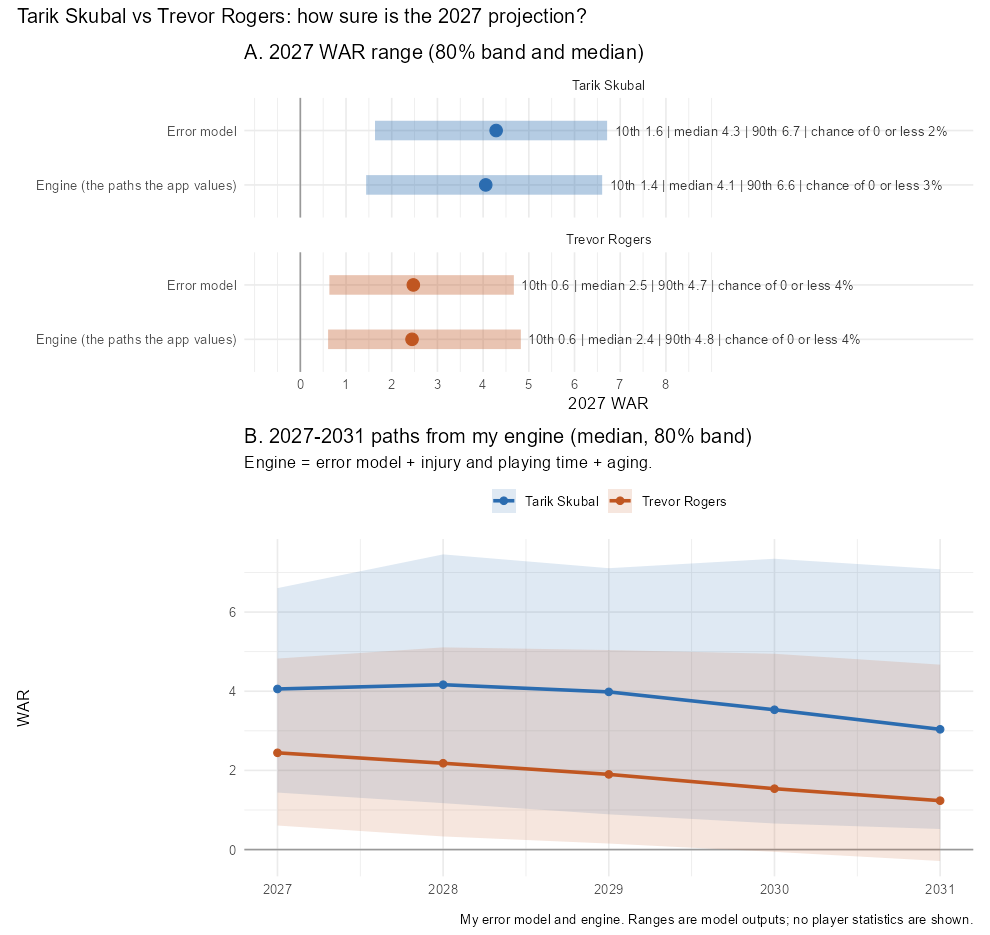 Tarik Skubal vs Trevor Rogers: how sure is the 2027 projection?
A. 2027 WAR range (80% band and median)
Tarik Skubal
Error model
10th 1.6 | median 4.3 | 90th 6.7 | chance of 0 or less 2%
Engine (the paths the app values)
10th 1.4 | median 4.1 | 90th 6.6 | chance of 0 or less 3%
Trevor Rogers
Error model
10th 0.6 | median 2.5 | 90th 4.7 | chance of 0 or less 4%
Engine (the paths the app values)
10th 0.6 | median 2.4 | 90th 4.8 | chance of 0 or less 4%
0 1 2 3 4 5 6 7 8
2027 WAR
B. 2027-2031 paths from my engine (median, 80% band)
Engine = error model + injury and playing time + aging.
Tarik Skubal Trevor Rogers
WAR
6
4
2
0
2027 2028 2029 2030 2031
My error model and engine. Ranges are model outputs; no player statistics are shown.